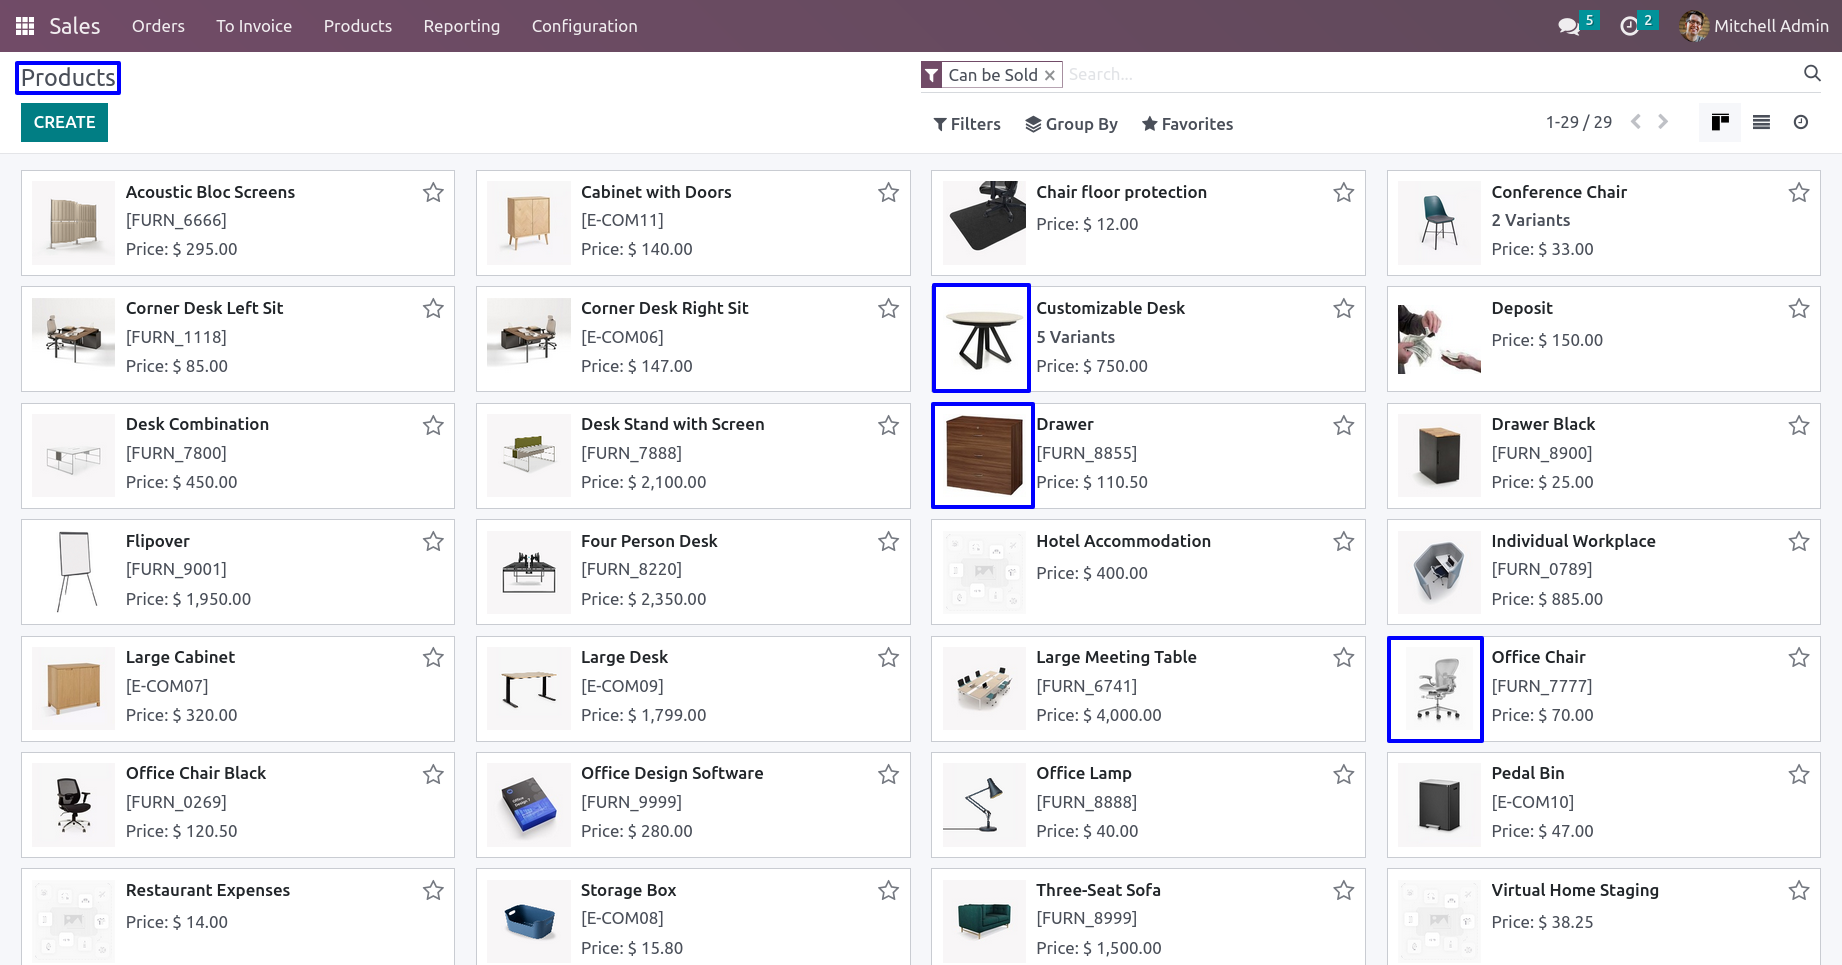 Sales Orders To Invoice Products Reporting Configuration 5 2 Mitchell Admin
Products
Can be Sold × Search...
CREATE
Filters Group By Favorites 1-29 / 29
Acoustic Bloc Screens
[FURN_6666]
Price: $ 295.00
Cabinet with Doors
[E-COM11]
Price: $ 140.00
Chair floor protection
Price: $ 12.00
Conference Chair
2 Variants
Price: $ 33.00
Corner Desk Left Sit
[FURN_1118]
Price: $ 85.00
Corner Desk Right Sit
[E-COM06]
Price: $ 147.00
Customizable Desk
5 Variants
Price: $ 750.00
Deposit
Price: $ 150.00
Desk Combination
[FURN_7800]
Price: $ 450.00
Desk Stand with Screen
[FURN_7888]
Price: $ 2,100.00
Drawer
[FURN_8855]
Price: $ 110.50
Drawer Black
[FURN_8900]
Price: $ 25.00
Flipover
[FURN_9001]
Price: $ 1,950.00
Four Person Desk
[FURN_8220]
Price: $ 2,350.00
Hotel Accommodation
Price: $ 400.00
Individual Workplace
[FURN_0789]
Price: $ 885.00
Large Cabinet
[E-COM07]
Price: $ 320.00
Large Desk
[E-COM09]
Price: $ 1,799.00
Large Meeting Table
[FURN_6741]
Price: $ 4,000.00
Office Chair
[FURN_7777]
Price: $ 70.00
Office Chair Black
[FURN_0269]
Price: $ 120.50
Office Design Software
[FURN_9999]
Price: $ 280.00
Office Lamp
[FURN_8888]
Price: $ 40.00
Pedal Bin
[E-COM10]
Price: $ 47.00
Restaurant Expenses
Price: $ 14.00
Storage Box
[E-COM08]
Price: $ 15.80
Three-Seat Sofa
[FURN_8999]
Price: $ 1,500.00
Virtual Home Staging
Price: $ 38.25